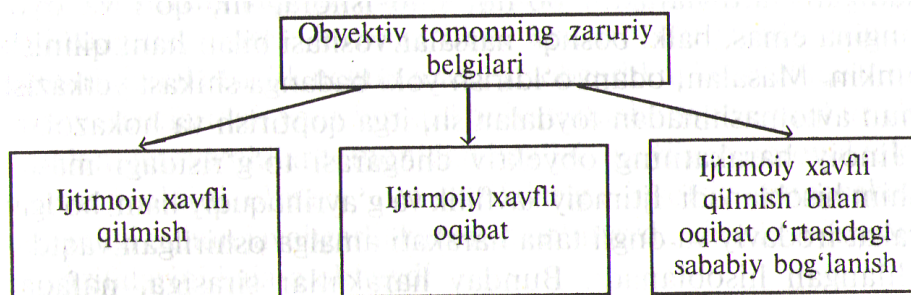 Obyektiv tomonning zaruriy
belgilari
Ijtimoiy xavfli
qilmish
Ijtimoiy xavfli
oqibat
Ijtimoiy xavfli
qilmish bilan
oqibat o‘rtasidagi
sababiy bog‘lanish